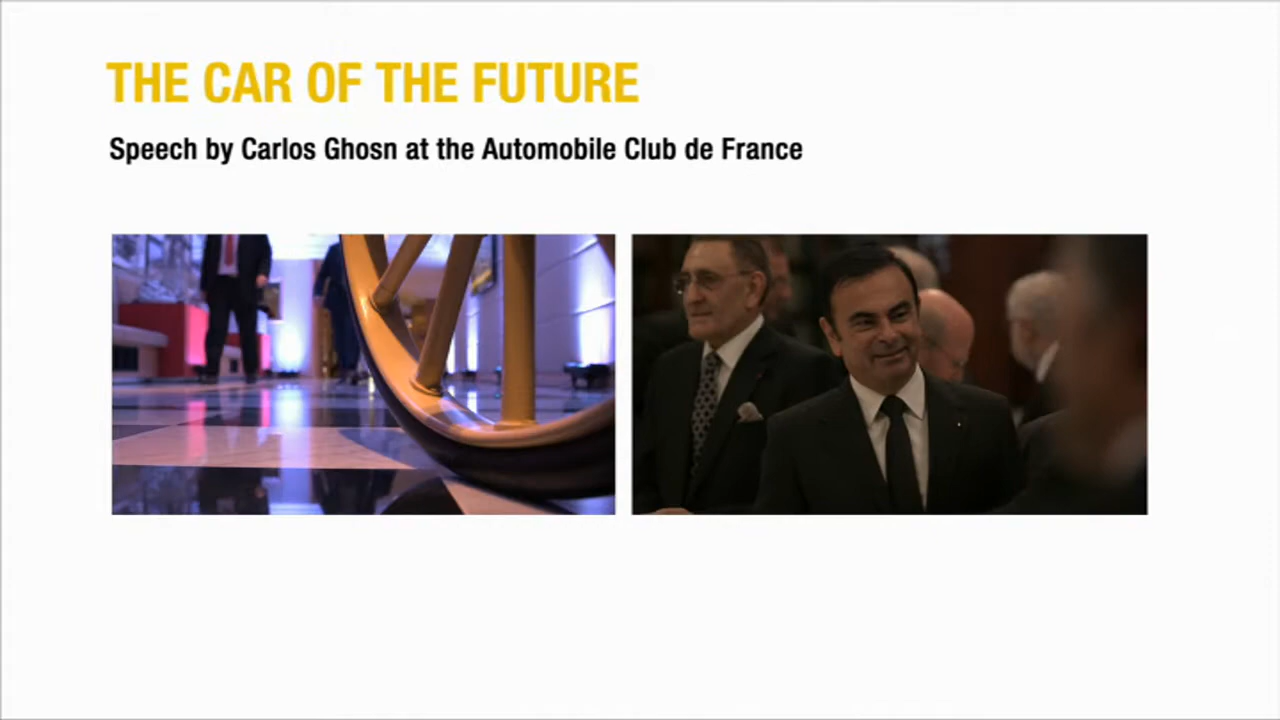 THE CAR OF THE FUTURE
Speech by Carlos Ghosn at the Automobile Club de France